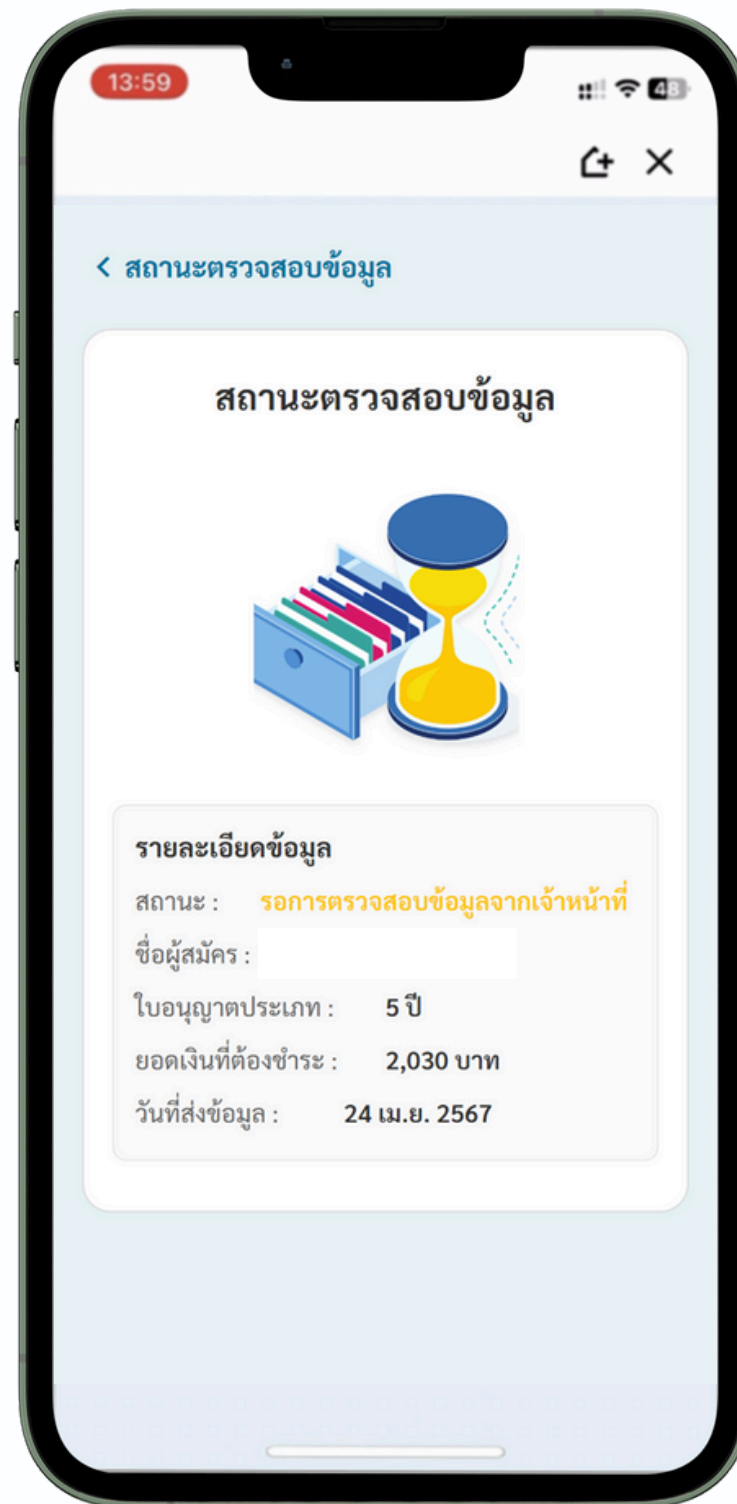 13:59
48
สถานะตรวจสอบข้อมูล
สถานะตรวจสอบข้อมูล
รายละเอียดข้อมูล
สถานะ : รอการตรวจสอบข้อมูลจากเจ้าหน้าที่
ชื่อผู้สมัคร :
ใบอนุญาตประเภท : 5 ปี
ยอดเงินที่ต้องชำระ : 2,030 บาท
วันที่ส่งข้อมูล : 24 เม.ย. 2567